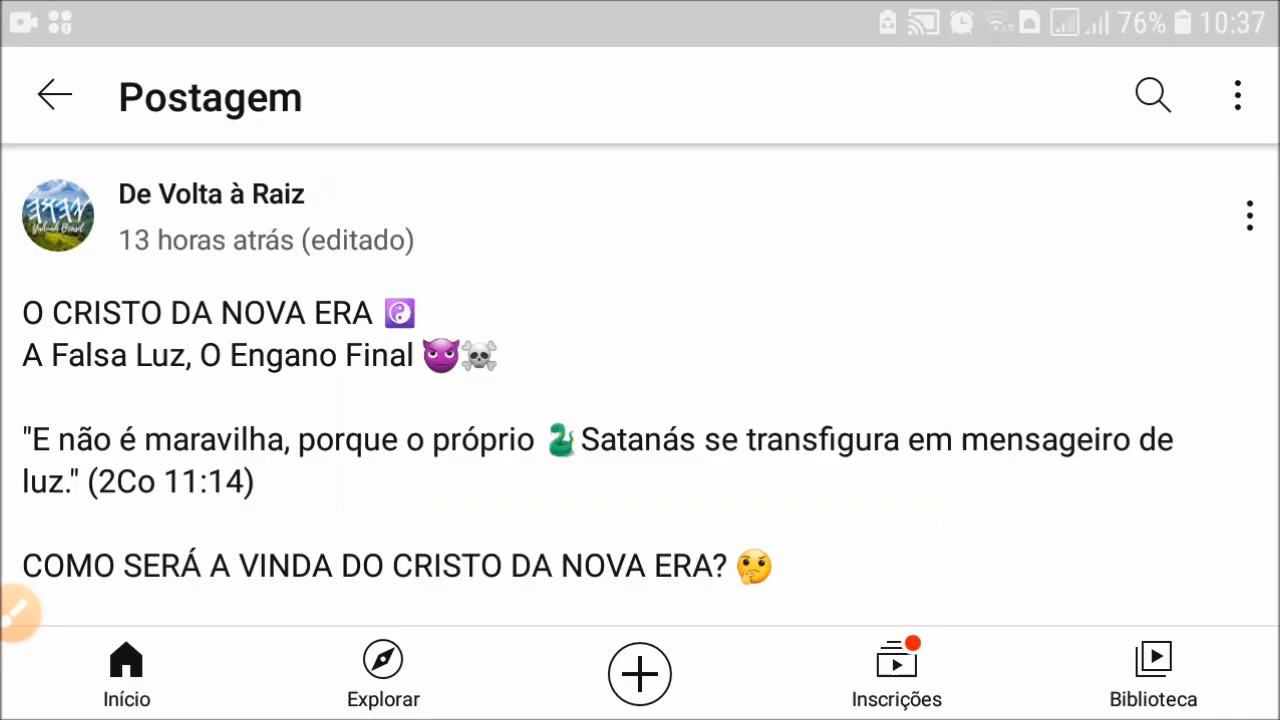 76% 10:37
Postagem
De Volta à Raiz
13 horas atrás (editado)
O CRISTO DA NOVA ERA ☯️
A Falsa Luz, O Engano Final 😈☠️
"E não é maravilha, porque o próprio 🐍Satanás se transfigura em mensageiro de
luz." (2Co 11:14)
COMO SERÁ A VINDA DO CRISTO DA NOVA ERA? 🤔
Início Explorar Inscrições Biblioteca